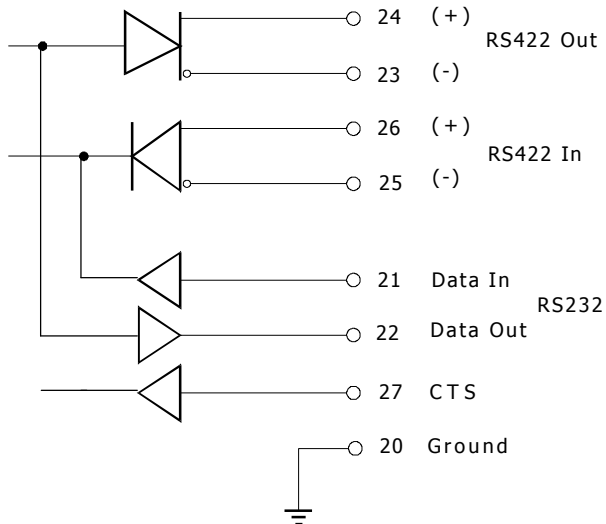 24 (+)
RS422 Out
23 (-)
26 (+)
RS422 In
25 (-)
21 Data In
RS232
22 Data Out
27 CTS
20 Ground